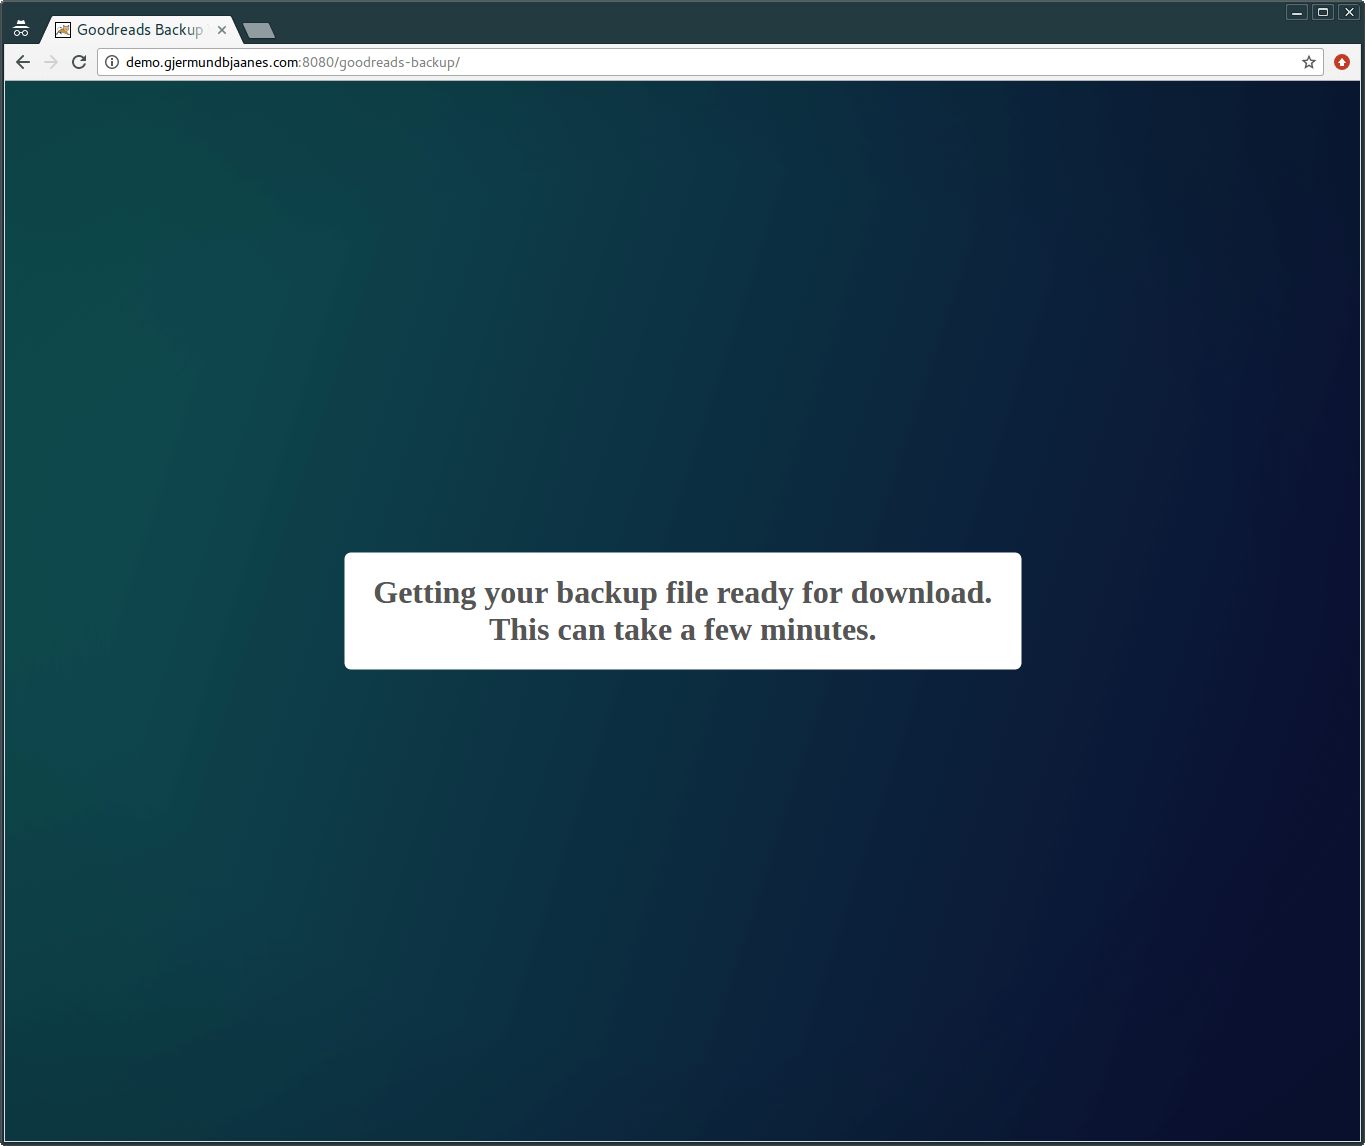 Goodreads Backup
demo.gjermundbjaanes.com:8080/goodreads-backup/
Getting your backup file ready for download.
This can take a few minutes.